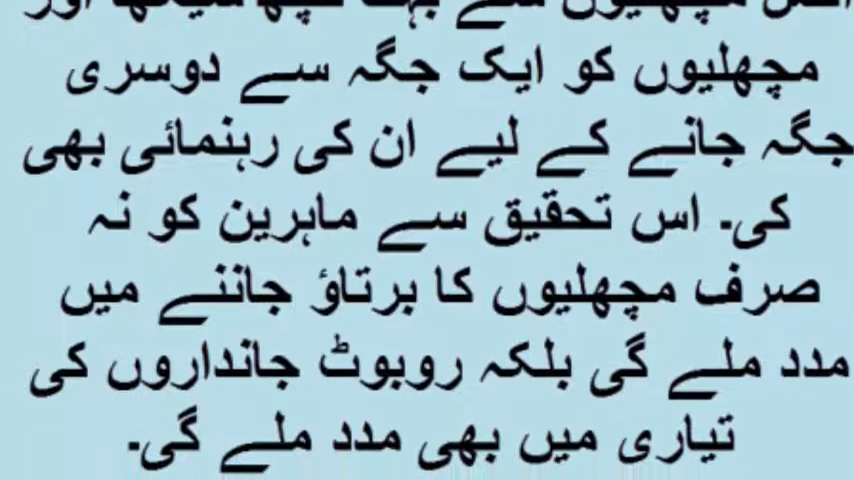 مچھلیوں کو ایک جگہ سے دوسری
جگہ جانے کے لیے ان کی رہنمائی بھی
کی۔ اس تحقیق سے ماہرین کو نہ
صرف مچھلیوں کا برتاؤ جاننے میں
مدد ملے گی بلکہ روبوٹ جانداروں کی
تیاری میں بھی مدد ملے گی۔